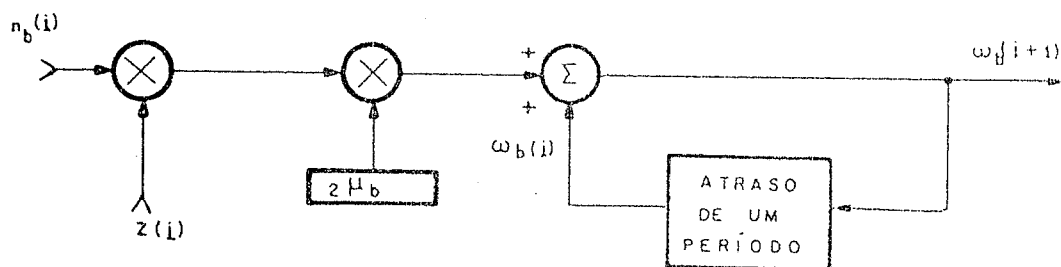 n_b(i)
ω_b(i+1)
+
Σ
+
ω_b(i)
2 μ_b
z(i)
ATRASO
DE UM
PERÍODO